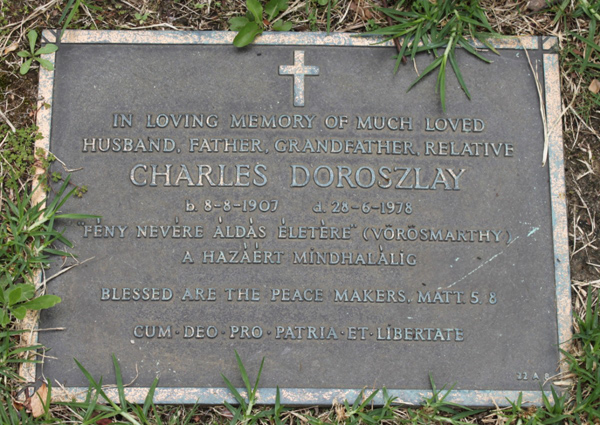 IN LOVING MEMORY OF MUCH LOVED
HUSBAND, FATHER, GRANDFATHER, RELATIVE
CHARLES DOROSZLAY
b. 8-8-1907 d. 28-6-1978
"FÉNY NEVÉRE ÁLDÁS ÉLETÉRE" (VÖRÖSMARTHY)
A HAZÁÉRT MINDHALÁLIG
BLESSED ARE THE PEACE MAKERS, MATT. 5. 8
CUM·DEO·PRO·PATRIA·ET·LIBERTATE